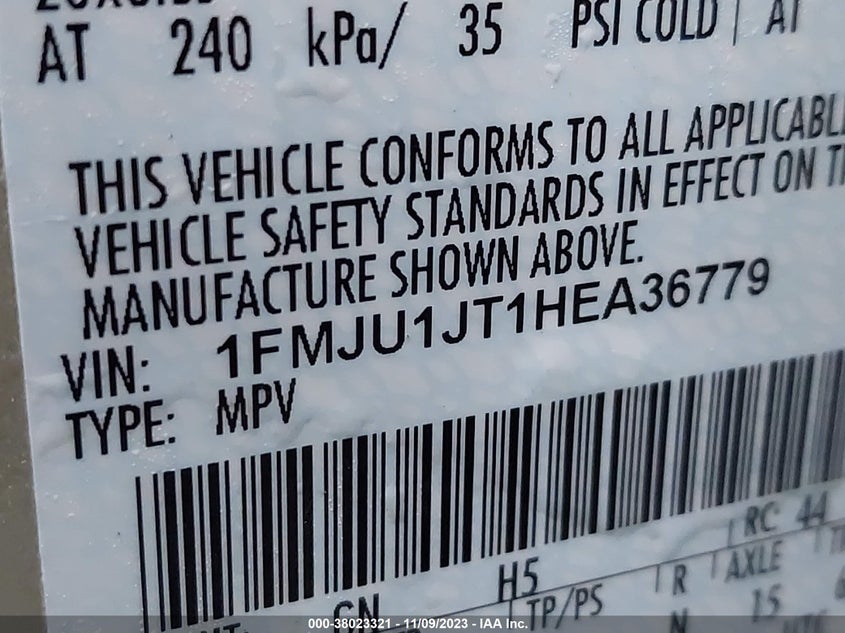 AT 240 kPa/ 35 PSI COLD | AT
THIS VEHICLE CONFORMS TO ALL APPLICABL
VEHICLE SAFETY STANDARDS IN EFFECT ON T
MANUFACTURE SHOWN ABOVE.
VIN: 1FMJU1JT1HEA36779
TYPE: MPV
RC 44
H5 R AXLE
GN TP/PS N 15
000-38023321 - 11/09/2023 - IAA Inc.